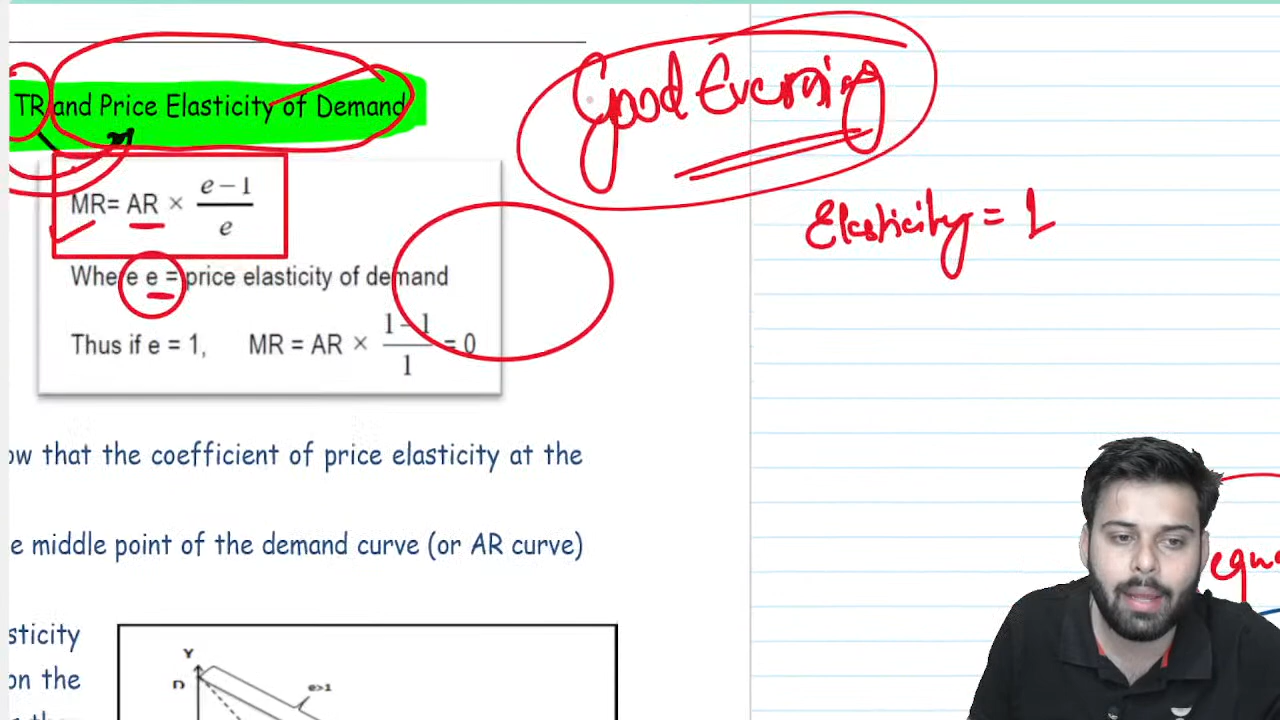 TR and Price Elasticity of Demand
Good Evening
MR= AR × e – 1
e
Where e = price elasticity of demand
Thus if e = 1, MR = AR × 1 – 1 = 0
1
Elasticity = 1
ow that the coefficient of price elasticity at the
e middle point of the demand curve (or AR curve)
sticity
on the
Y
D
e>1
equ